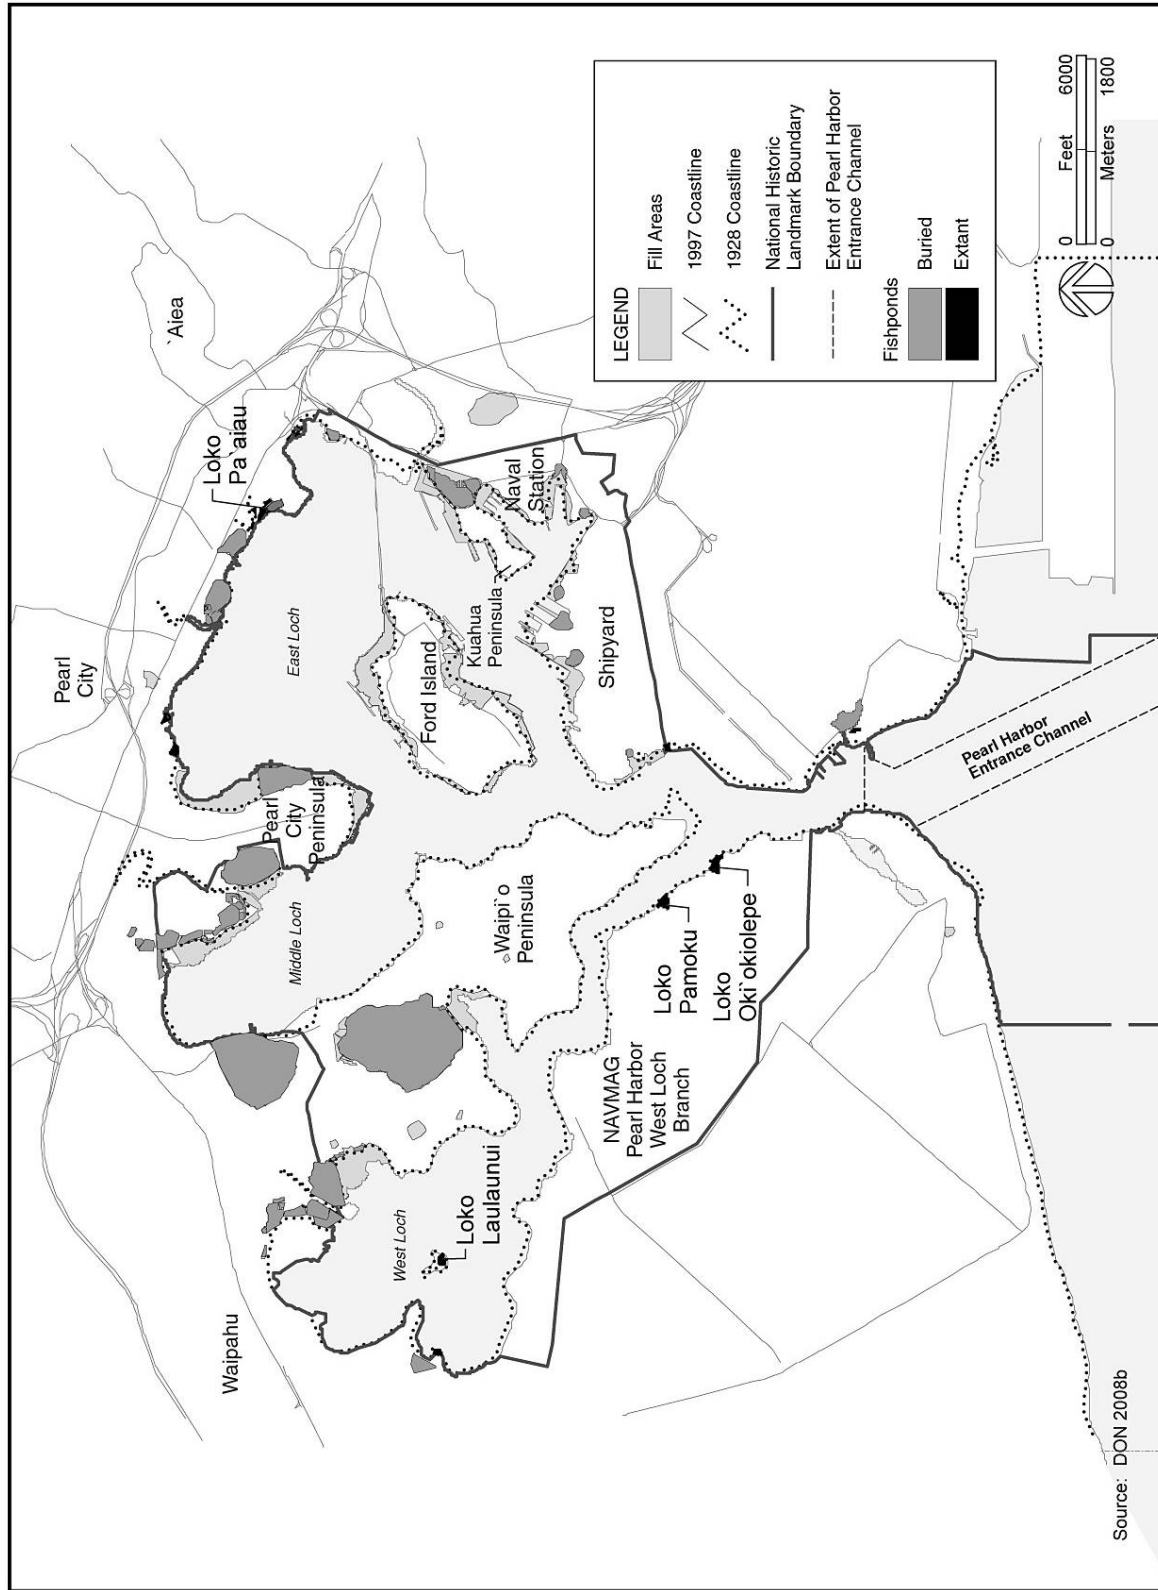 Waipahu
Pearl
City
`Aiea
Loko
Pa`aiau
East Loch
Middle Loch
West Loch
Pearl
City
Peninsula
Ford Island
Kuahua
Peninsula
Naval
Station
Shipyard
Waipi`o
Peninsula
Loko
Laulaunui
Loko
Pamoku
Loko
Oki`okiolepe
NAVMAG
Pearl Harbor
West Loch
Branch
Pearl Harbor
Entrance Channel
LEGEND
Fill Areas
1997 Coastline
1928 Coastline
National Historic
Landmark Boundary
Extent of Pearl Harbor
Entrance Channel
Fishponds
Buried
Extant
0 Feet 6000
0 Meters 1800
Source: DON 2008b